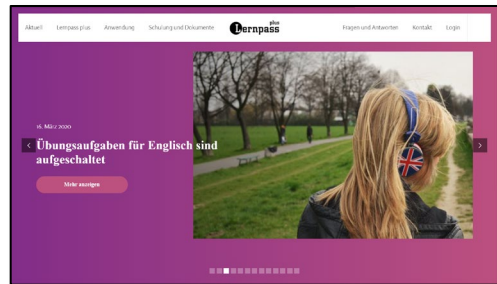 Aktuell
Lernpass plus
Anwendung
Schulung und Dokumente
plus
Lernpass
Fragen und Antworten
Kontakt
Login
16. März 2020
Übungsaufgaben für Englisch sind
aufgeschaltet
Mehr anzeigen